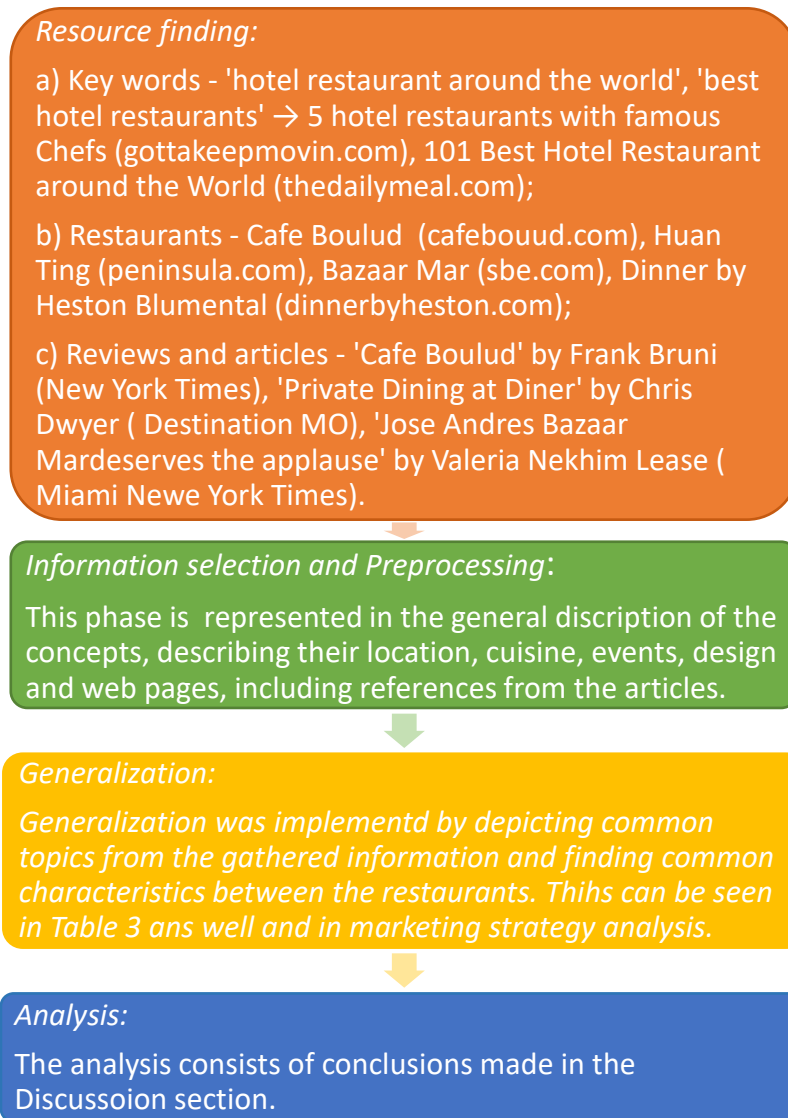 Resource finding:
a) Key words - 'hotel restaurant around the world', 'best
hotel restaurants' → 5 hotel restaurants with famous
Chefs (gottakeepmovin.com), 101 Best Hotel Restaurant
around the World (thedailymeal.com);
b) Restaurants - Cafe Boulud  (cafebouud.com), Huan
Ting (peninsula.com), Bazaar Mar (sbe.com), Dinner by
Heston Blumental (dinnerbyheston.com);
c) Reviews and articles - 'Cafe Boulud' by Frank Bruni
(New York Times), 'Private Dining at Diner' by Chris
Dwyer ( Destination MO), 'Jose Andres Bazaar
Mardeserves the applause' by Valeria Nekhim Lease (
Miami Newe York Times).
Information selection and Preprocessing:
This phase is  represented in the general discription of the
concepts, describing their location, cuisine, events, design
and web pages, including references from the articles.
Generalization:
Generalization was implementd by depicting common
topics from the gathered information and finding common
characteristics between the restaurants. Thihs can be seen
in Table 3 ans well and in marketing strategy analysis.
Analysis:
The analysis consists of conclusions made in the
Discussoion section.